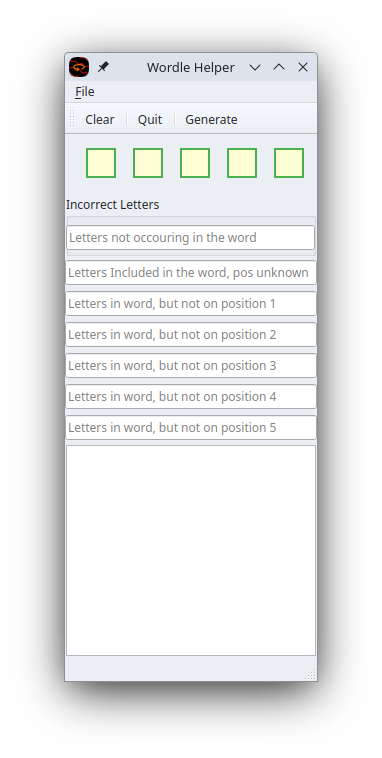 Wordle Helper
File
Clear Quit Generate
Incorrect Letters
Letters not occouring in the word
Letters Included in the word, pos unknown
Letters in word, but not on position 1
Letters in word, but not on position 2
Letters in word, but not on position 3
Letters in word, but not on position 4
Letters in word, but not on position 5